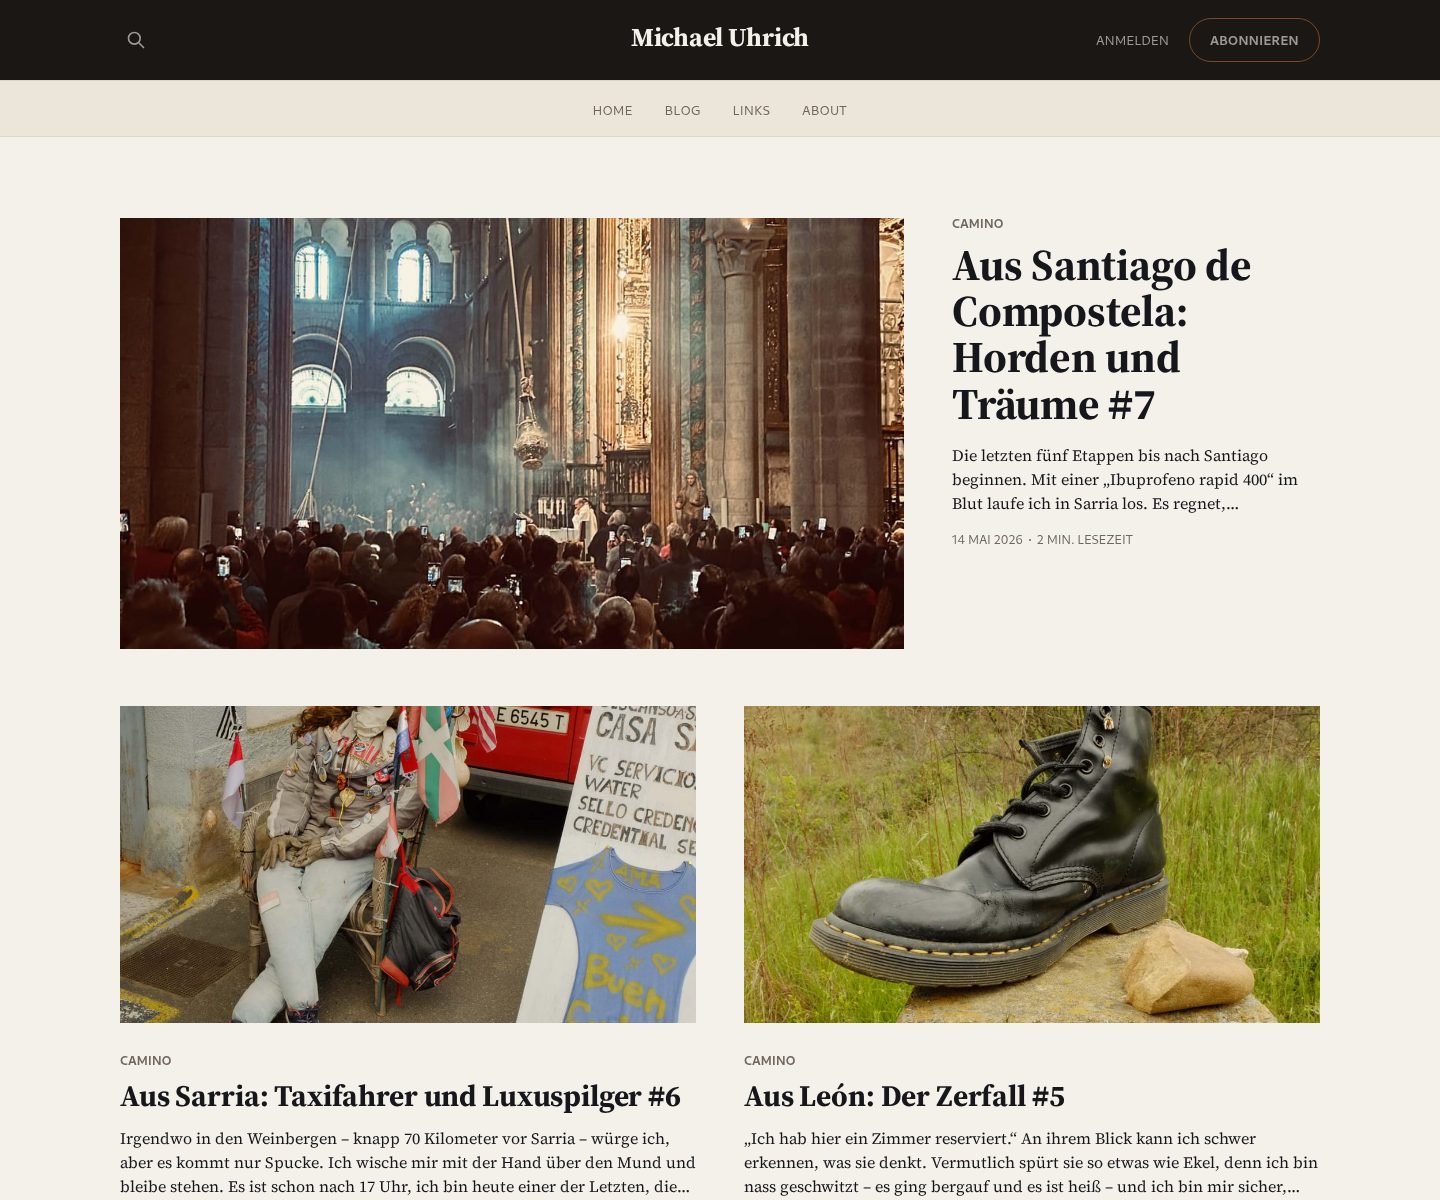 Michael Uhrich
ANMELDEN
ABONNIEREN
HOME
BLOG
LINKS
ABOUT
CAMINO
Aus Santiago de
Compostela:
Horden und
Träume #7
Die letzten fünf Etappen bis nach Santiago
beginnen. Mit einer „Ibuprofeno rapid 400“ im
Blut laufe ich in Sarria los. Es regnet,…
14 MAI 2026 • 2 MIN. LESEZEIT
E 6545 T
CASA
VC SERVICIO
WATER
SELLO CREDEN
CREDENTIAL SE
AMA
Buen
CAMINO
Aus Sarria: Taxifahrer und Luxuspilger #6
Irgendwo in den Weinbergen – knapp 70 Kilometer vor Sarria – würge ich,
aber es kommt nur Spucke. Ich wische mir mit der Hand über den Mund und
bleibe stehen. Es ist schon nach 17 Uhr, ich bin heute einer der Letzten, die…
CAMINO
Aus León: Der Zerfall #5
„Ich hab hier ein Zimmer reserviert.“ An ihrem Blick kann ich schwer
erkennen, was sie denkt. Vermutlich spürt sie so etwas wie Ekel, denn ich bin
nass geschwitzt – es ging bergauf und es ist heiß – und ich bin mir sicher,…